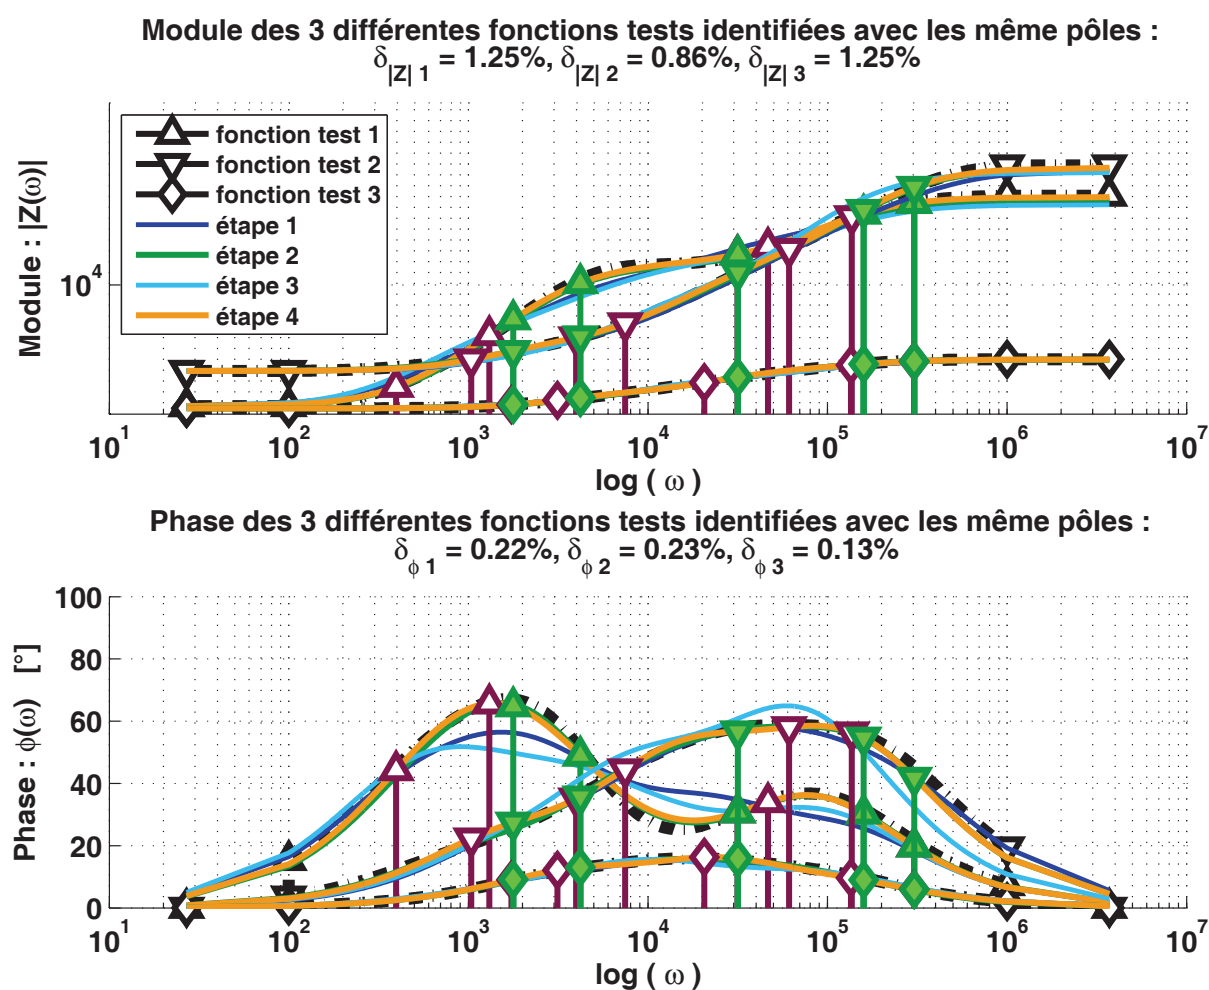 Module des 3 différentes fonctions tests identifiées avec les même pôles :
δ|Z| 1 = 1.25%, δ|Z| 2 = 0.86%, δ|Z| 3 = 1.25%
fonction test 1
fonction test 2
fonction test 3
étape 1
étape 2
étape 3
étape 4
Module : |Z(ω)|
10^4
10^1 10^2 10^3 10^4 10^5 10^6 10^7
log ( ω )
Phase des 3 différentes fonctions tests identifiées avec les même pôles :
δϕ 1 = 0.22%, δϕ 2 = 0.23%, δϕ 3 = 0.13%
Phase : ϕ(ω) [°]
100
80
60
40
20
0
10^1 10^2 10^3 10^4 10^5 10^6 10^7
log ( ω )